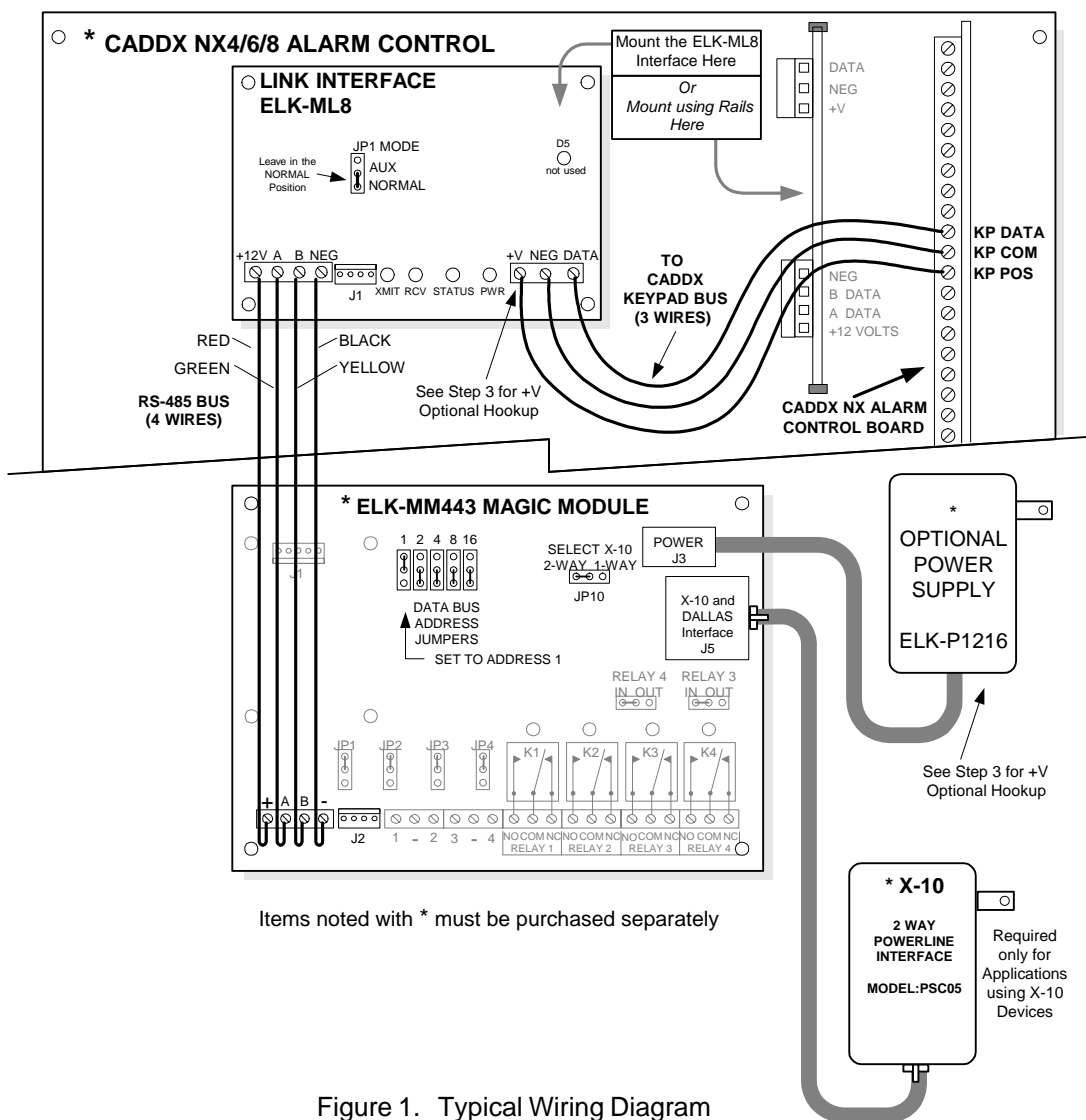 * CADDX NX4/6/8 ALARM CONTROL
Mount the ELK-ML8
Interface Here
Or
Mount using Rails
Here
DATA
NEG
+V
LINK INTERFACE
ELK-ML8
JP1 MODE
AUX
NORMAL
Leave in the
NORMAL
Position
D5
not used
+12V A B NEG
J1
XMIT RCV STATUS PWR
+V NEG DATA
TO
CADDX
KEYPAD BUS
(3 WIRES)
KP DATA
KP COM
KP POS
NEG
B DATA
A DATA
+12 VOLTS
RED
BLACK
GREEN
YELLOW
RS-485 BUS
(4 WIRES)
See Step 3 for +V
Optional Hookup
CADDX NX ALARM
CONTROL BOARD
* ELK-MM443 MAGIC MODULE
J1
1 2 4 8 16
DATA BUS
ADDRESS
JUMPERS
SET TO ADDRESS 1
SELECT X-10
2-WAY 1-WAY
JP10
POWER
J3
X-10 and
DALLAS
Interface
J5
*
OPTIONAL
POWER
SUPPLY
ELK-P1216
RELAY 4
IN OUT
RELAY 3
IN OUT
JP1 JP2 JP3 JP4
K1 K2 K3 K4
See Step 3 for +V
Optional Hookup
+ A B -
J2
1 - 2 3 - 4
NO COM NC NO COM NC NO COM NC NO COM NC
RELAY 1 RELAY 2 RELAY 3 RELAY 4
Items noted with * must be purchased separately
* X-10
2 WAY
POWERLINE
INTERFACE
MODEL:PSC05
Required
only for
Applications
using X-10
Devices
Figure 1. Typical Wiring Diagram